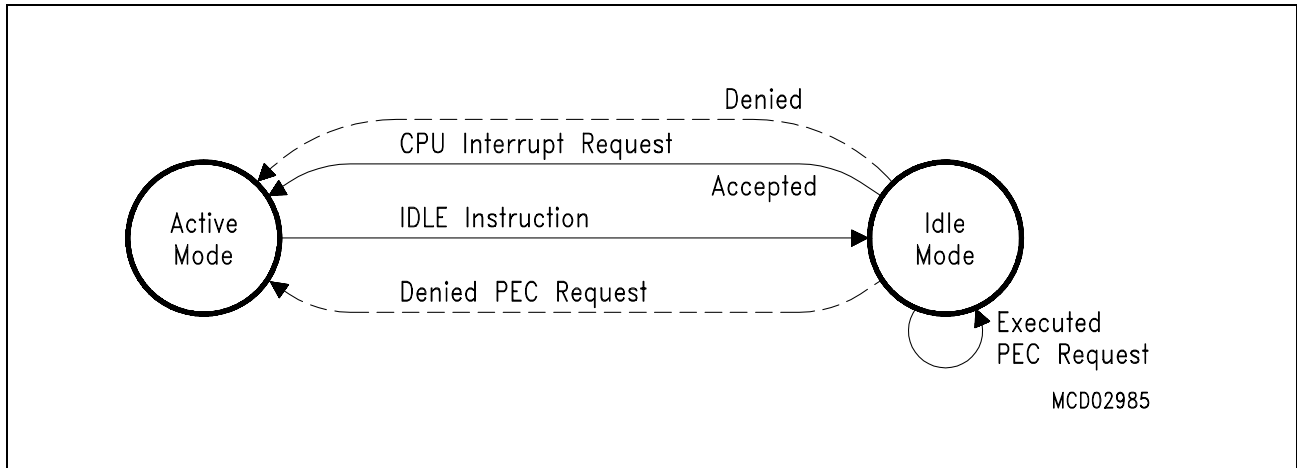 Denied
CPU Interrupt Request
Accepted
IDLE Instruction
Active
Mode
Idle
Mode
Denied PEC Request
Executed
PEC Request
MCD02985